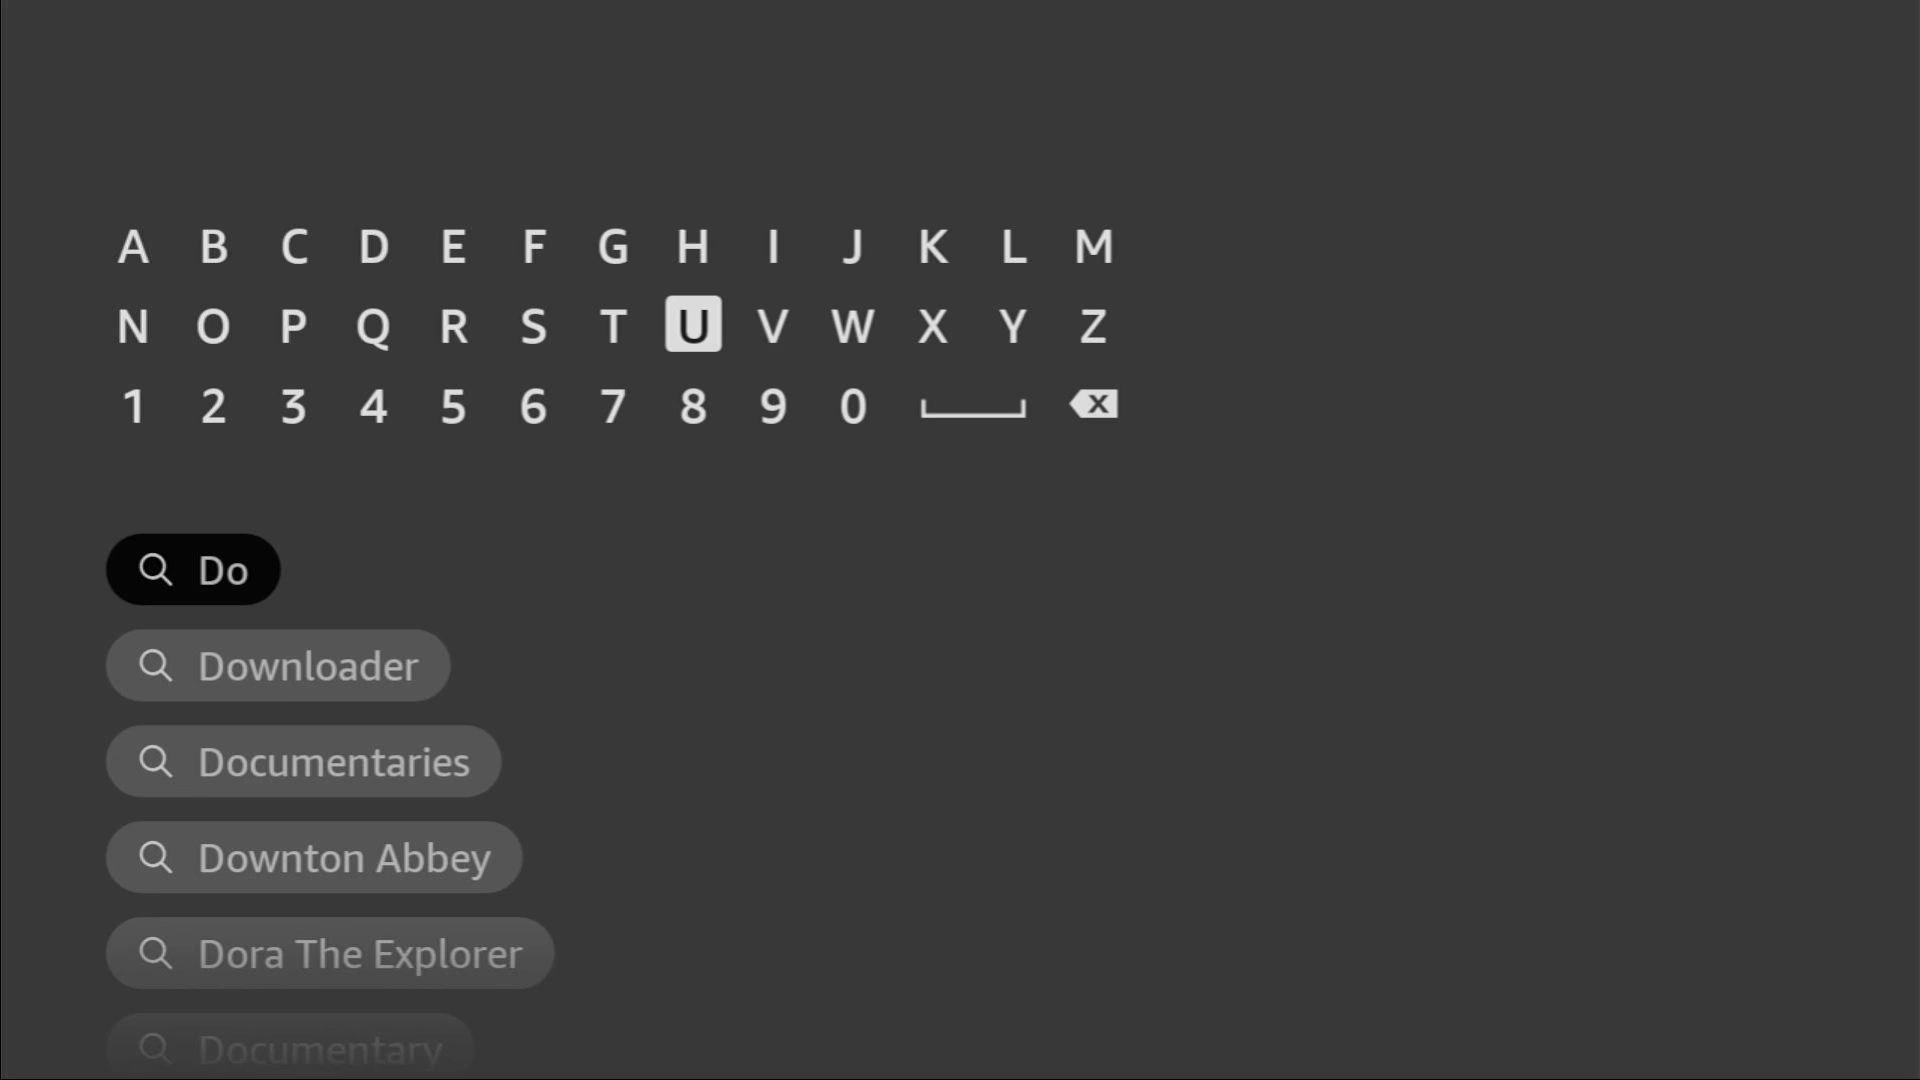 A B C D E F G H I J K L M
N O P Q R S T U V W X Y Z
1 2 3 4 5 6 7 8 9 0
Do
Downloader
Documentaries
Downton Abbey
Dora The Explorer
Documentary